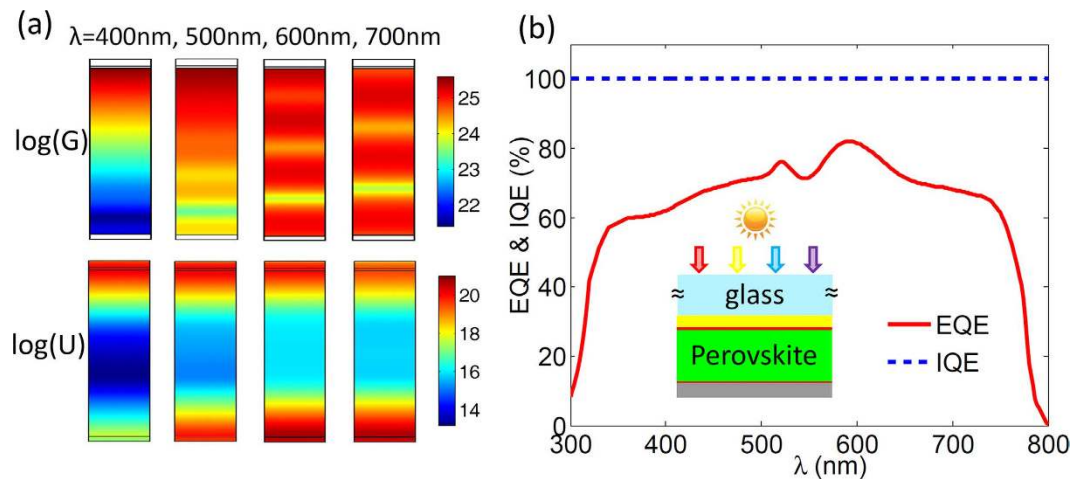 (a)
λ=400nm, 500nm, 600nm, 700nm
log(G)
25
24
23
22
log(U)
20
18
16
14
(b)
EQE & IQE (%)
100
80
60
40
20
0
300
400
500
600
700
800
λ (nm)
≈ glass ≈
Perovskite
EQE
IQE